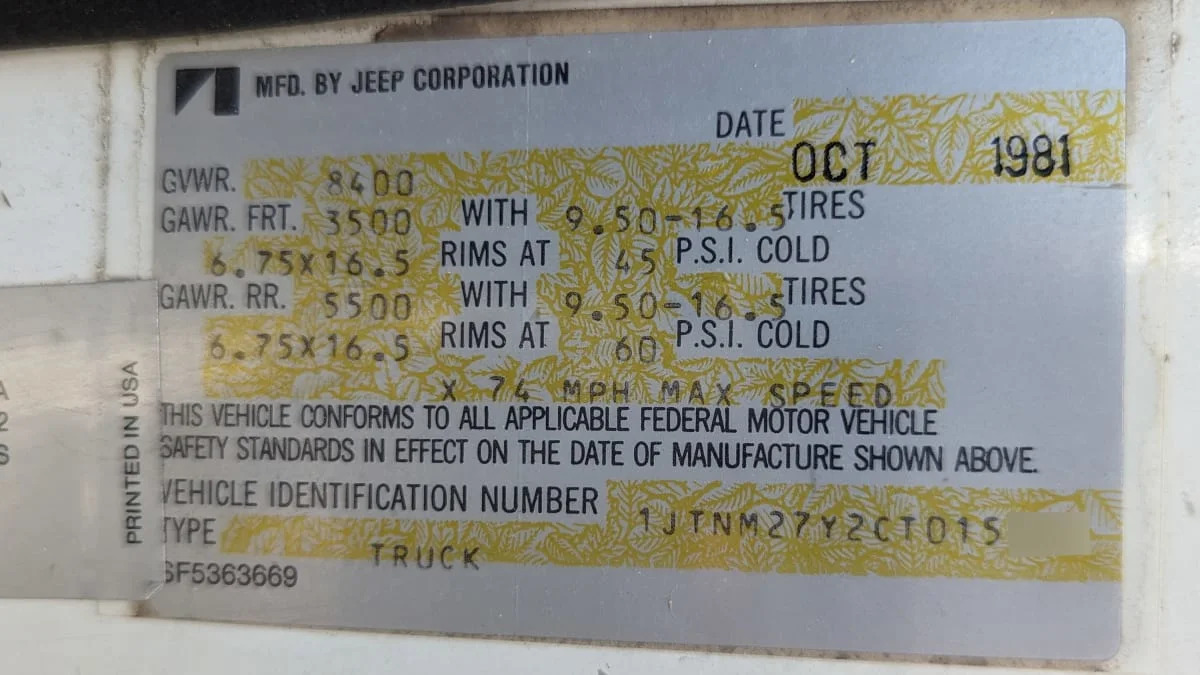 MFD. BY JEEP CORPORATION
DATE OCT 1981
GVWR. 8400
GAWR. FRT. 3500 WITH 9.50-16.5 TIRES
6.75X16.5 RIMS AT 45 P.S.I. COLD
GAWR. RR. 5500 WITH 9.50-16.5 TIRES
6.75X16.5 RIMS AT 60 P.S.I. COLD
X 74 MPH MAX SPEED
THIS VEHICLE CONFORMS TO ALL APPLICABLE FEDERAL MOTOR VEHICLE
SAFETY STANDARDS IN EFFECT ON THE DATE OF MANUFACTURE SHOWN ABOVE.
VEHICLE IDENTIFICATION NUMBER 1JTNM27Y2CT015
TYPE TRUCK
SF5363669
PRINTED IN USA
A
2
S